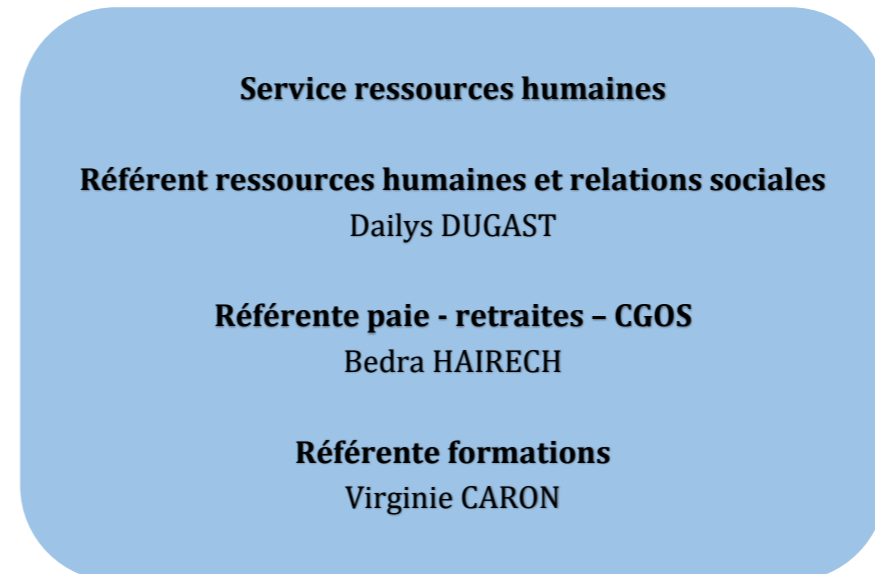 Service ressources humaines
Référent ressources humaines et relations sociales
Dailys DUGAST
Référente paie - retraites – CGOS
Bedra HAIRECH
Référente formations
Virginie CARON